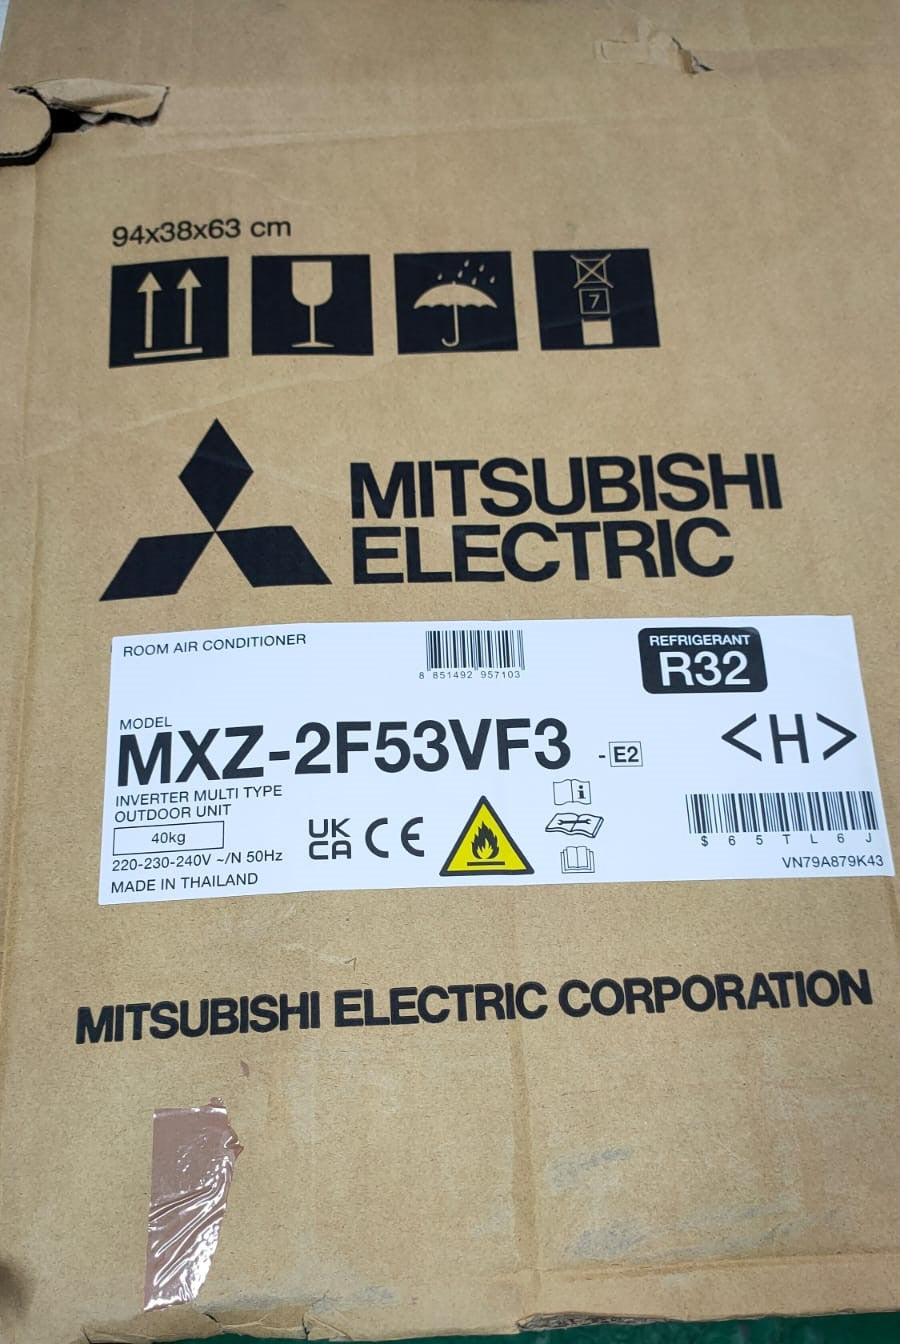 94x38x63 cm
7
MITSUBISHI
ELECTRIC
ROOM AIR CONDITIONER
8 851492 957103
REFRIGERANT
R32
MODEL
MXZ-2F53VF3 -E2
<H>
INVERTER MULTI TYPE
OUTDOOR UNIT
40kg
220-230-240V ~/N 50Hz
MADE IN THAILAND
UK
CA
CE
i
$ 6 5 T L 6 J
VN79A879K43
MITSUBISHI ELECTRIC CORPORATION